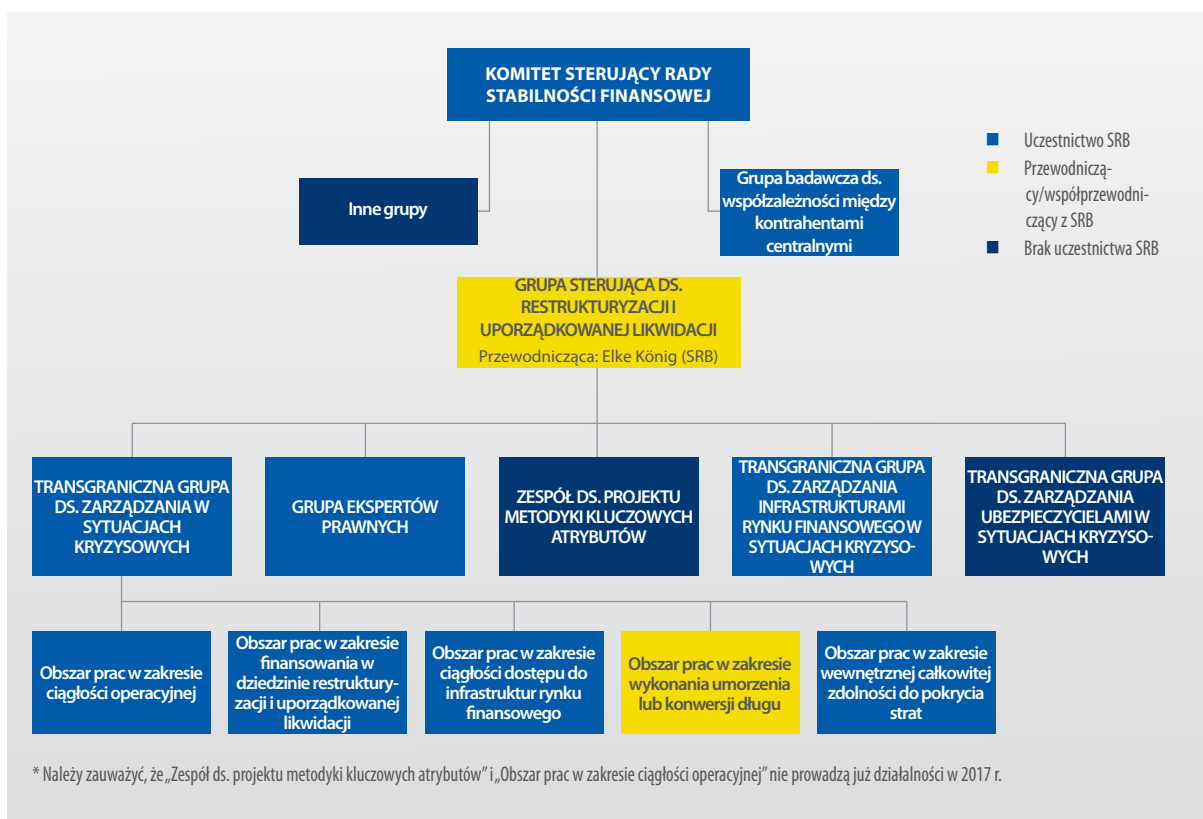 KOMITET STERUJĄCY RADY
STABILNOŚCI FINANSOWEJ
Uczestnictwo SRB
Przewodniczą-
cy/współprzewodni-
czący z SRB
Brak uczestnictwa SRB
Inne grupy
Grupa badawcza ds.
współzależności między
kontrahentami
centralnymi
GRUPA STERUJĄCA DS.
RESTRUKTURYZACJI I
UPORZĄDKOWANEJ LIKWIDACJI
Przewodnicząca: Elke König (SRB)
TRANSGRANICZNA GRUPA
DS. ZARZĄDZANIA W
SYTUACJACH
KRYZYSOWYCH
GRUPA EKSPERTÓW
PRAWNYCH
ZESPÓŁ DS. PROJEKTU
METODYKI KLUCZOWYCH
ATRYBUTÓW
TRANSGRANICZNA GRUPA
DS. ZARZĄDZANIA
INFRASTRUKTURAMI
RYNKU FINANSOWEGO W
SYTUACJACH KRYZYSO-
WYCH
TRANSGRANICZNA GRUPA
DS. ZARZĄDZANIA
UBEZPIECZYCIELAMI W
SYTUACJACH KRYZYSO-
WYCH
Obszar prac w zakresie
ciągłości operacyjnej
Obszar prac w zakresie
finansowania w
dziedzinie restruktury-
zacji i uporządkowanej
likwidacji
Obszar prac w zakresie
ciągłości dostępu do
infrastruktur rynku
finansowego
Obszar prac w zakresie
wykonania umorzenia
lub konwersji długu
Obszar prac w zakresie
wewnętrznej całkowitej
zdolności do pokrycia
strat
* Należy zauważyć, że „Zespół ds. projektu metodyki kluczowych atrybutów” i „Obszar prac w zakresie ciągłości operacyjnej” nie prowadzą już działalności w 2017 r.